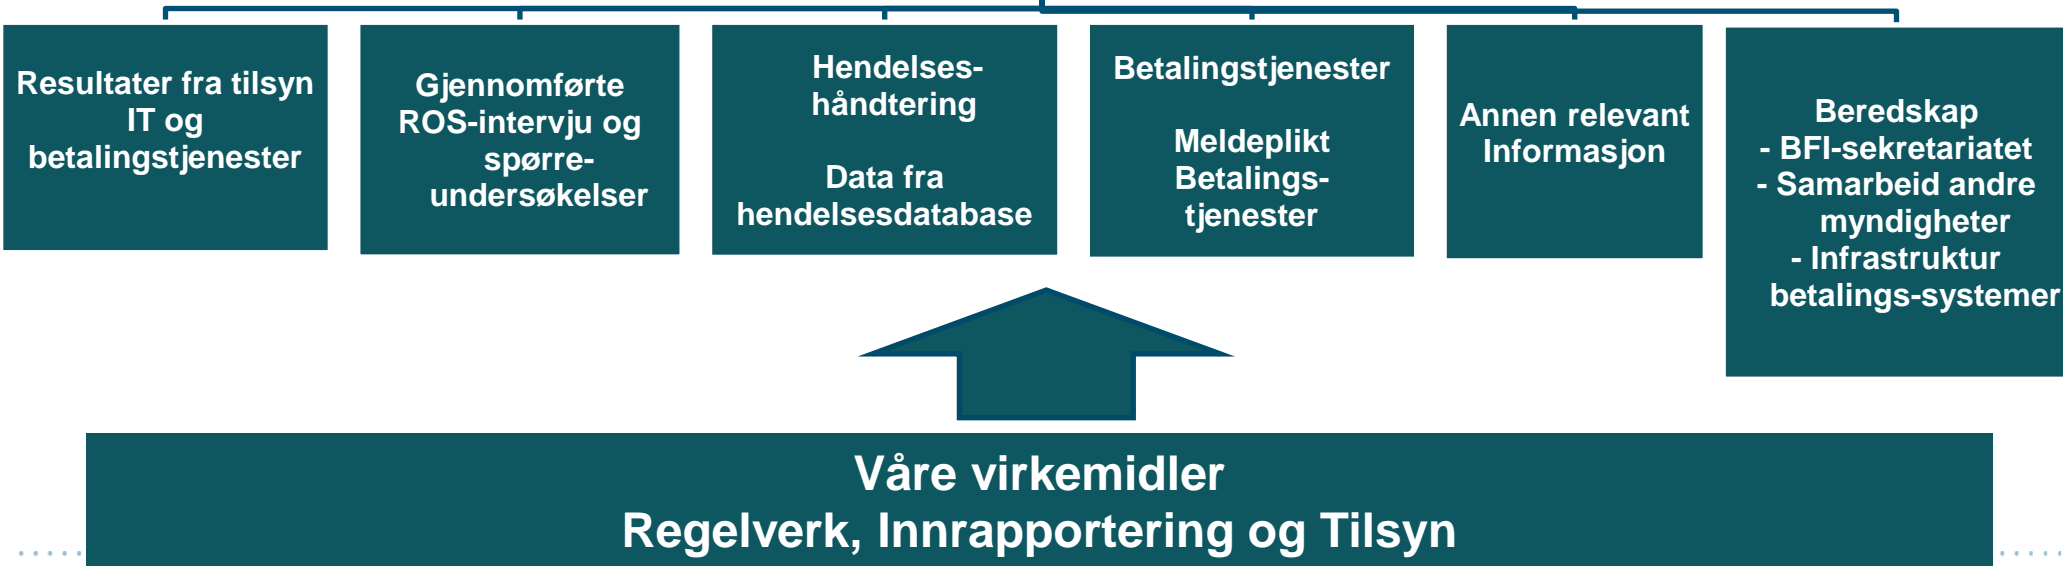 Resultater fra tilsyn
IT og
betalingstjenester
Gjennomførte
ROS-intervju og
spørre-
undersøkelser
Hendelses-
håndtering
Data fra
hendelsesdatabase
Betalingstjenester
Meldeplikt
Betalings-
tjenester
Annen relevant
Informasjon
Beredskap
- BFI-sekretariatet
- Samarbeid andre
myndigheter
- Infrastruktur
betalings-systemer
Våre virkemidler
Regelverk, Innrapportering og Tilsyn